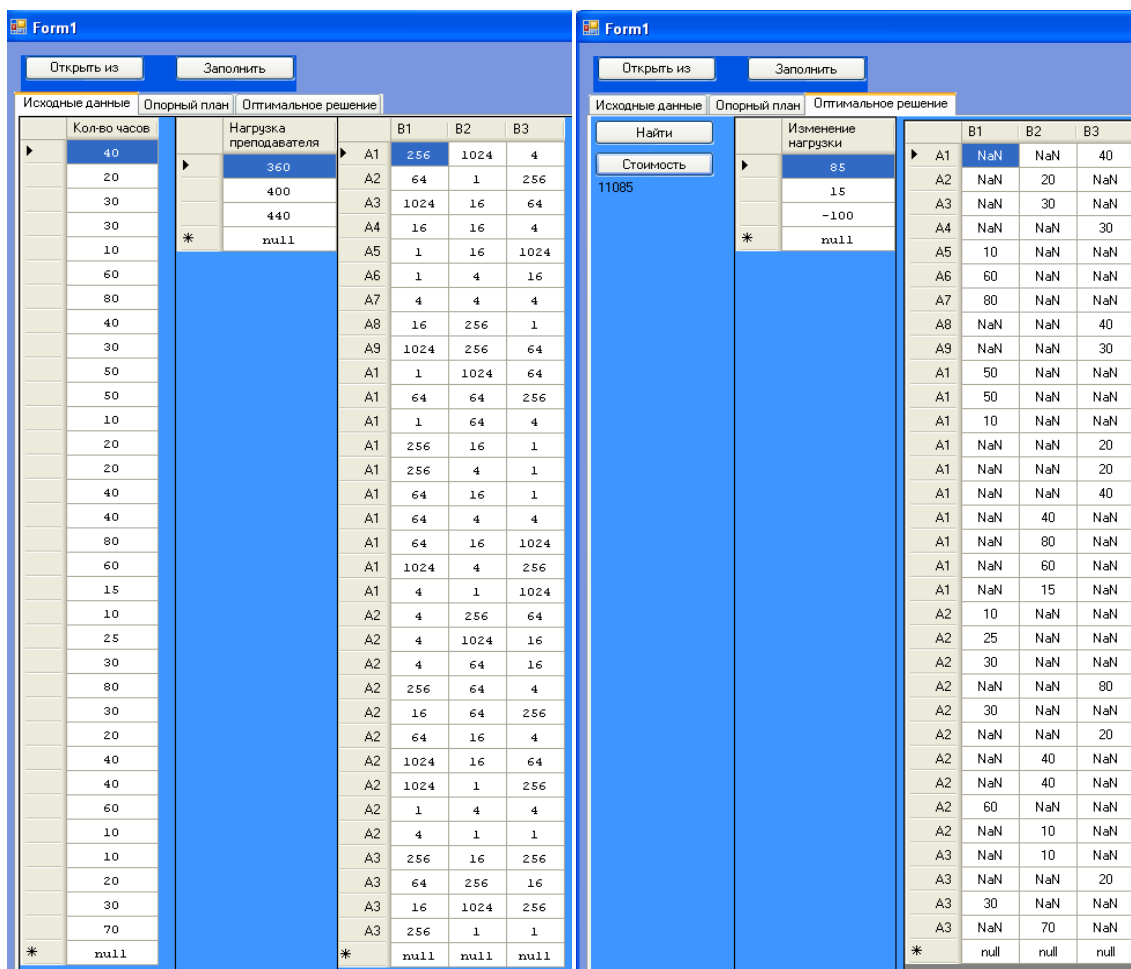 Form1
Открыть из Заполнить
Исходные данные Опорный план Оптимальное решение
Кол-во часов
40
20
30
30
10
60
80
40
30
50
50
10
20
20
40
40
80
60
15
10
25
30
80
30
20
40
40
60
10
10
20
30
70
* null
Нагрузка
преподавателя
360
400
440
* null
B1 B2 B3
A1 256 1024 4
A2 64 1 256
A3 1024 16 64
A4 16 16 4
A5 1 16 1024
A6 1 4 16
A7 4 4 4
A8 16 256 1
A9 1024 256 64
A1 1 1024 64
A1 64 64 256
A1 1 64 4
A1 256 16 1
A1 256 4 1
A1 64 16 1
A1 64 4 4
A1 64 16 1024
A1 1024 4 256
A1 4 1 1024
A2 4 256 64
A2 4 1024 16
A2 4 64 16
A2 256 64 4
A2 16 64 256
A2 64 16 4
A2 1024 16 64
A2 1024 1 256
A2 1 4 4
A2 4 1 1
A3 256 16 256
A3 64 256 16
A3 16 1024 256
A3 256 1 1
* null null null
Form1
Открыть из Заполнить
Исходные данные Опорный план Оптимальное решение
Найти
Стоимость
11085
Изменение
нагрузки
85
15
-100
* null
B1 B2 B3
A1 NaN NaN 40
A2 NaN 20 NaN
A3 NaN 30 NaN
A4 NaN NaN 30
A5 10 NaN NaN
A6 60 NaN NaN
A7 80 NaN NaN
A8 NaN NaN 40
A9 NaN NaN 30
A1 50 NaN NaN
A1 50 NaN NaN
A1 10 NaN NaN
A1 NaN NaN 20
A1 NaN NaN 20
A1 NaN NaN 40
A1 NaN 40 NaN
A1 NaN 80 NaN
A1 NaN 60 NaN
A1 NaN 15 NaN
A2 10 NaN NaN
A2 25 NaN NaN
A2 30 NaN NaN
A2 NaN NaN 80
A2 30 NaN NaN
A2 NaN NaN 20
A2 NaN 40 NaN
A2 NaN 40 NaN
A2 60 NaN NaN
A2 NaN 10 NaN
A3 NaN 10 NaN
A3 NaN NaN 20
A3 30 NaN NaN
A3 NaN 70 NaN
* null null null